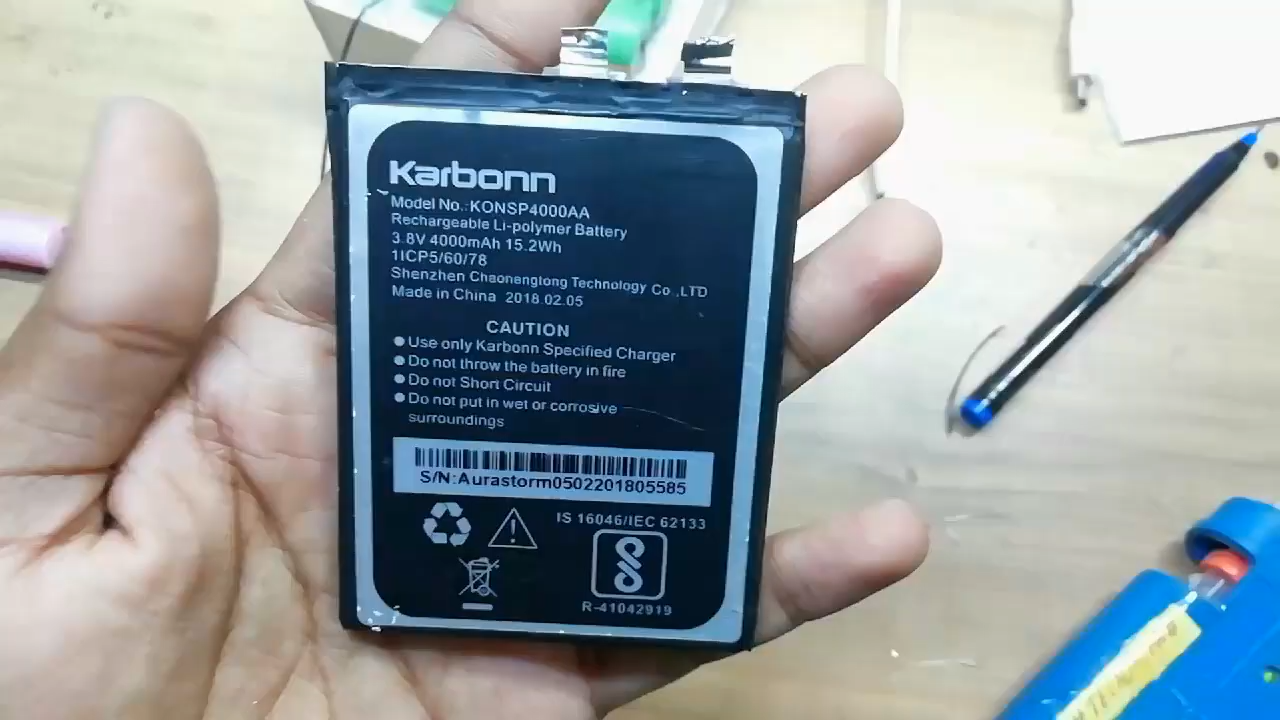 Karbonn
Model No.:KONSP4000AA
Rechargeable Li-polymer Battery
3.8V 4000mAh 15.2Wh
1ICP5/60/78
Shenzhen Chaonengtong Technology Co .,LTD
Made in China 2018.02.05
CAUTION
● Use only Karbonn Specified Charger
● Do not throw the battery in fire
● Do not Short Circuit
● Do not put in wet or corrosive
surroundings
S/N:Aurastorm0502201805585
IS 16046/IEC 62133
R-41042919